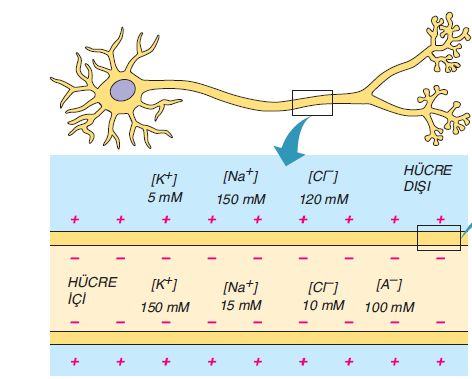 [K+] [Na+] [Cl–] HÜCRE
5 mM 150 mM 120 mM DIŞI
+ + + + + + + + +
– – – – – – – – –
HÜCRE [K+] [Na+] [Cl–] [A–]
İÇİ 150 mM 15 mM 10 mM 100 mM
– – – – – – – – –
+ + + + + + + + +